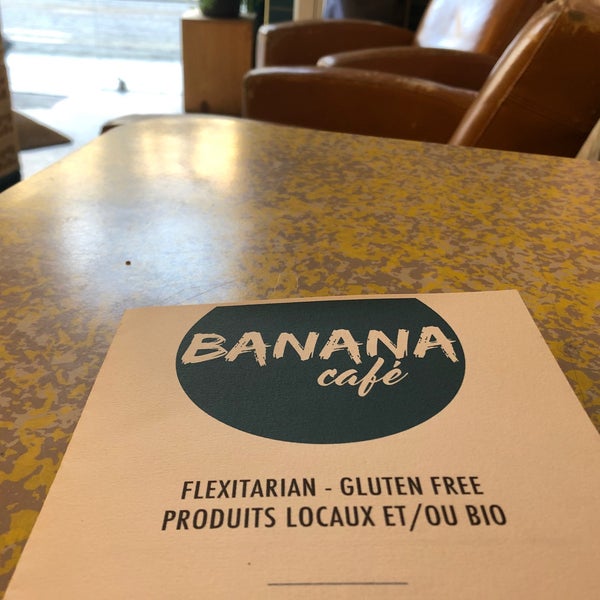 BANANA
café
FLEXITARIAN - GLUTEN FREE
PRODUITS LOCAUX ET/OU BIO